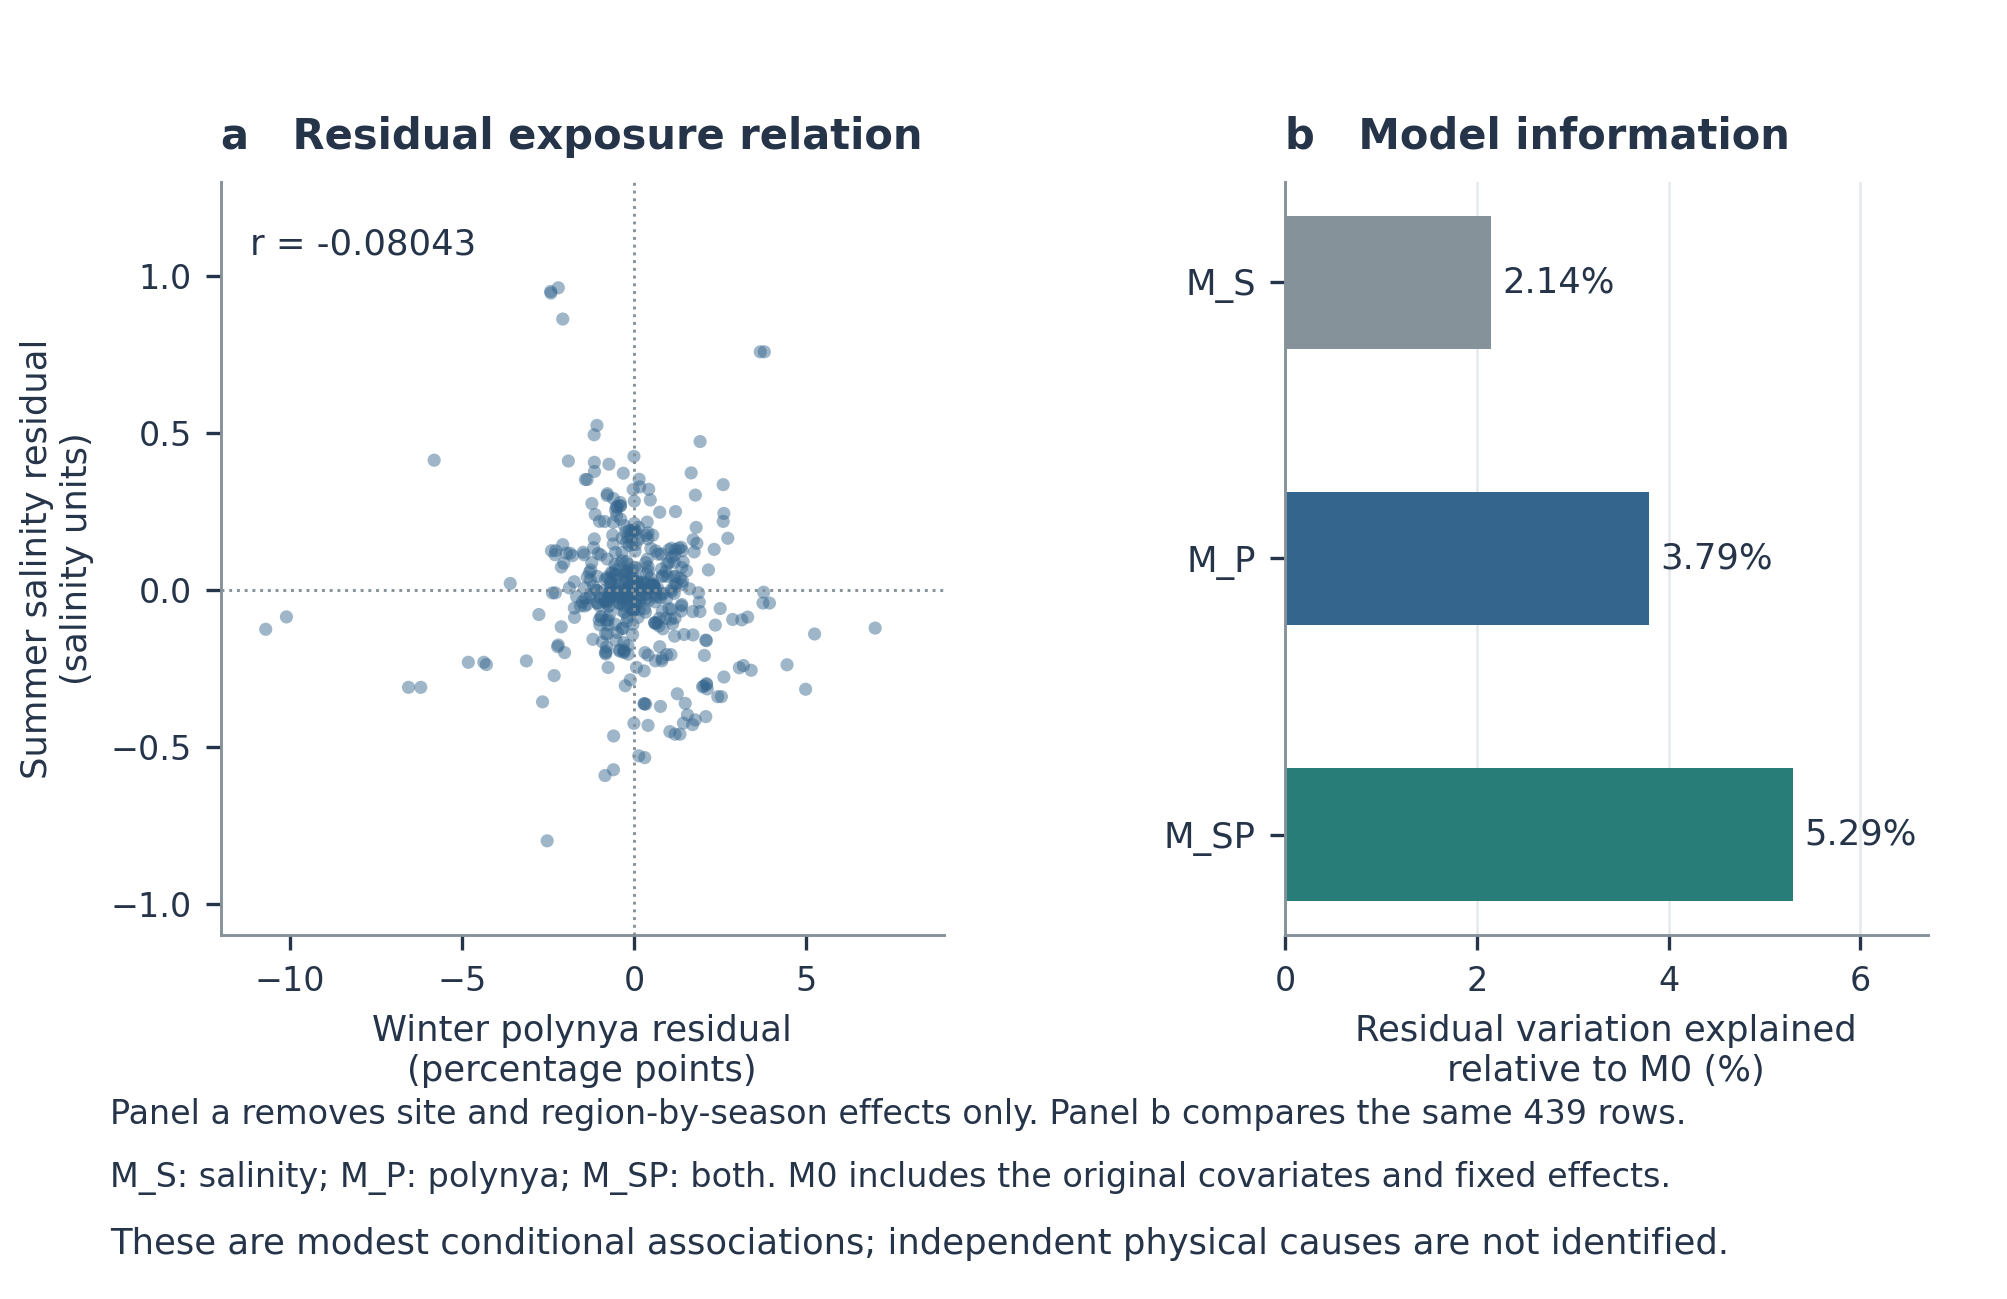 a Residual exposure relation
r = -0.08043
1.0
0.5
0.0
−0.5
−1.0
Summer salinity residual
(salinity units)
−10
−5
0
5
Winter polynya residual
(percentage points)
b Model information
M_S
2.14%
M_P
3.79%
M_SP
5.29%
0
2
4
6
Residual variation explained
relative to M0 (%)
Panel a removes site and region-by-season effects only. Panel b compares the same 439 rows.
M_S: salinity; M_P: polynya; M_SP: both. M0 includes the original covariates and fixed effects.
These are modest conditional associations; independent physical causes are not identified.